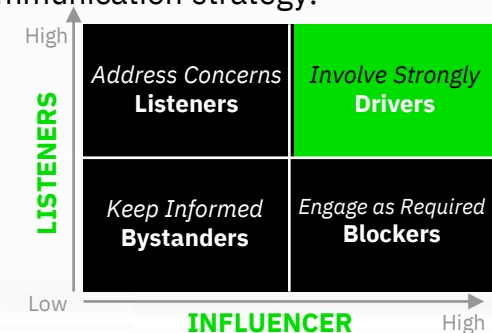 mmunication strategy.
High
Address Concerns
Listeners
Involve Strongly
Drivers
LISTENERS
Keep Informed
Bystanders
Engage as Required
Blockers
Low
INFLUENCER
High